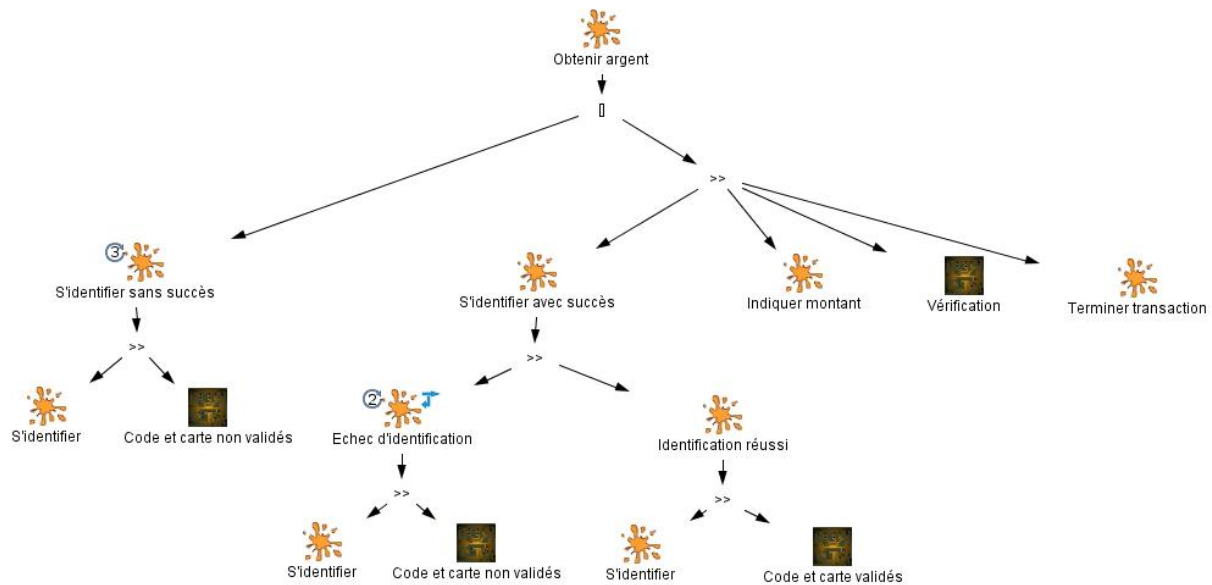 Obtenir argent
[]
>>
3
S'identifier sans succès
S'identifier avec succès
Indiquer montant
Vérification
Terminer transaction
>>
>>
S'identifier
Code et carte non validés
2
Echec d'identification
Identification réussi
>>
>>
S'identifier
Code et carte non validés
S'identifier
Code et carte validés